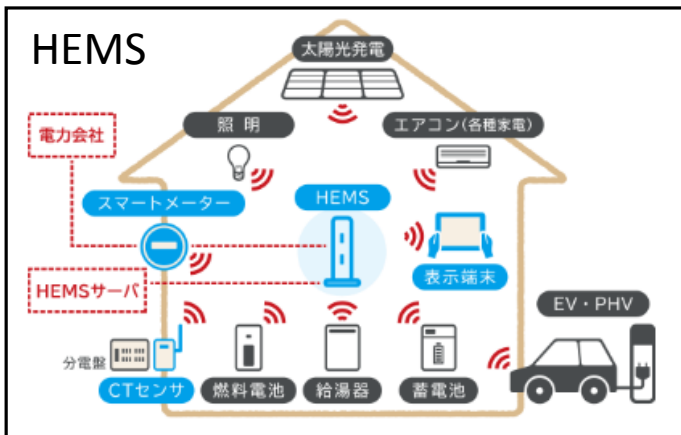 HEMS
太陽光発電
照明
エアコン(各種家電)
電力会社
スマートメーター
HEMS
表示端末
HEMSサーバ
EV・PHV
分電盤
CTセンサ
燃料電池
給湯器
蓄電池